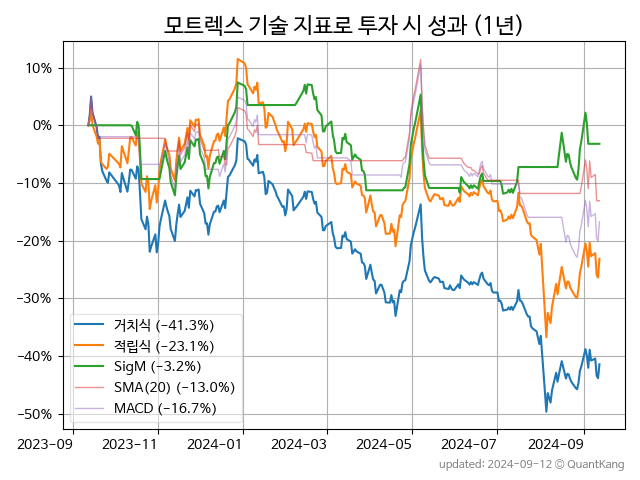 모트렉스 기술 지표로 투자 시 성과 (1년)
10%
0%
−10%
−20%
−30%
−40%
−50%
거치식 (−41.3%)
적립식 (−23.1%)
SigM (−3.2%)
SMA(20) (−13.0%)
MACD (−16.7%)
2023-09
2023-11
2024-01
2024-03
2024-05
2024-07
2024-09
updated: 2024-09-12 ⓒ QuantKang